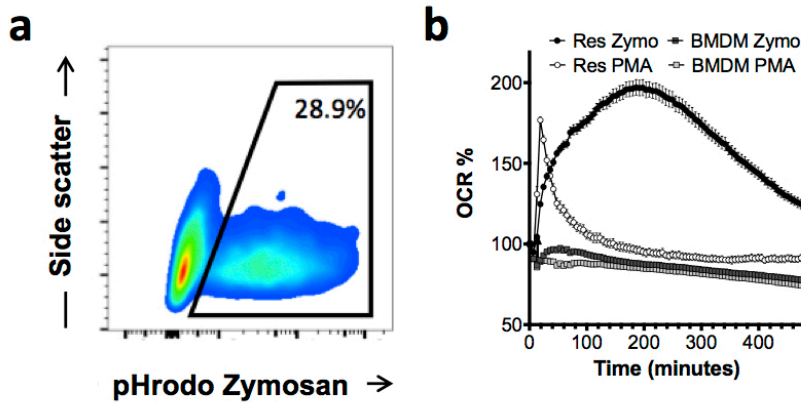 a
28.9%
Side scatter
pHrodo Zymosan
b
Res Zymo BMDM Zymo
Res PMA BMDM PMA
200
150
100
50
OCR %
0 100 200 300 400
Time (minutes)